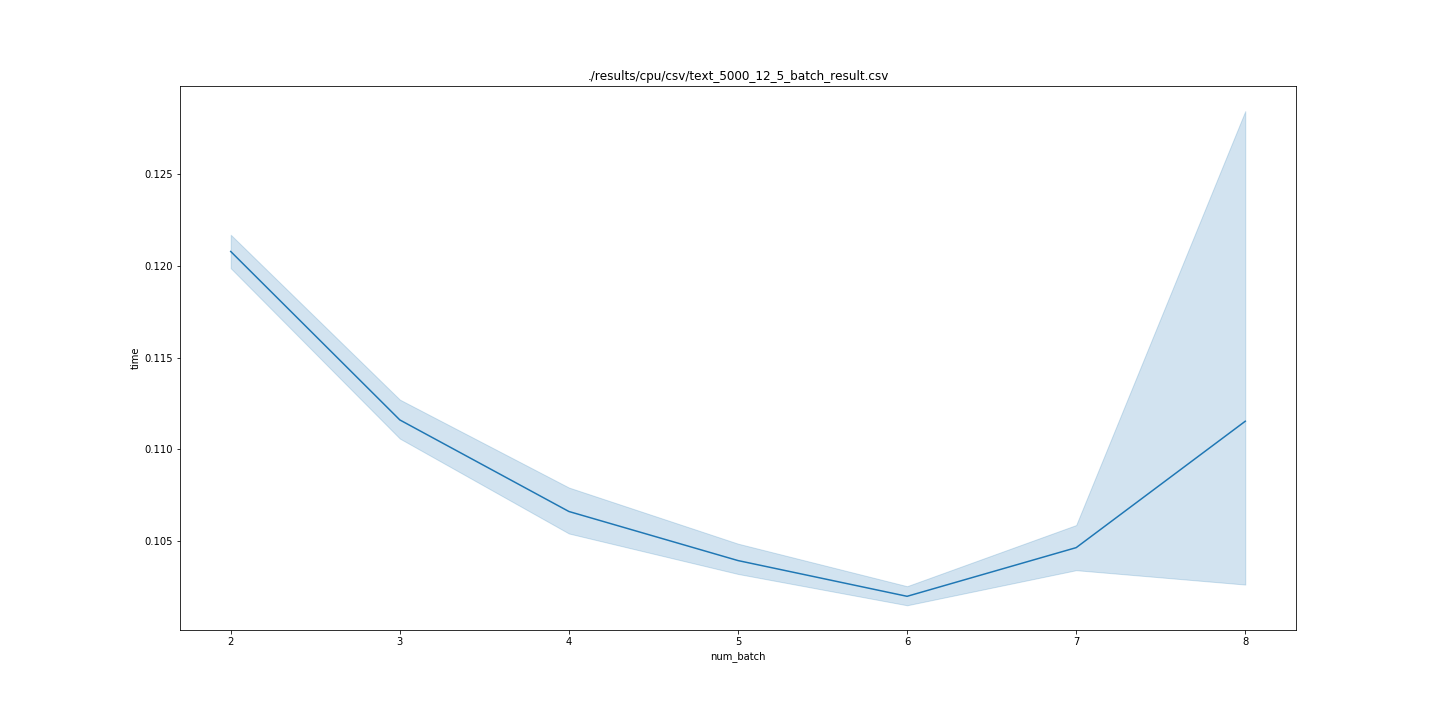 ./results/cpu/csv/text_5000_12_5_batch_result.csv
0.125
0.120
0.115
0.110
0.105
time
2 3 4 5 6 7 8
num_batch